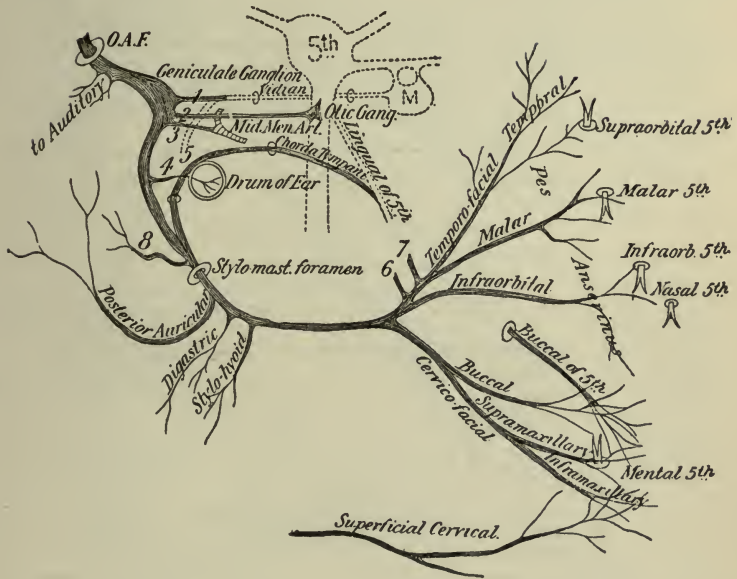 O.A.F.
5th
Geniculate Ganglion
Vidian
M
to Auditory
1
2
3
Otic Gang
Mid. Men. Art.
5
4
Chorda Tympani
Lingual of 5th
Drum of Ear
8
Stylo mast. foramen
Posterior Auricular
Digastric
Stylo-hyoid
6
7
Temporo-facial
Temporal
Pes
Supraorbital 5th
Malar
Malar 5th
Infraorbital
Infraorb. 5th
Anserinus
Nasal 5th
Buccal of 5th
Cervico-facial
Buccal
Supramaxillary
Inframaxillary
Mental 5th
Superficial Cervical.